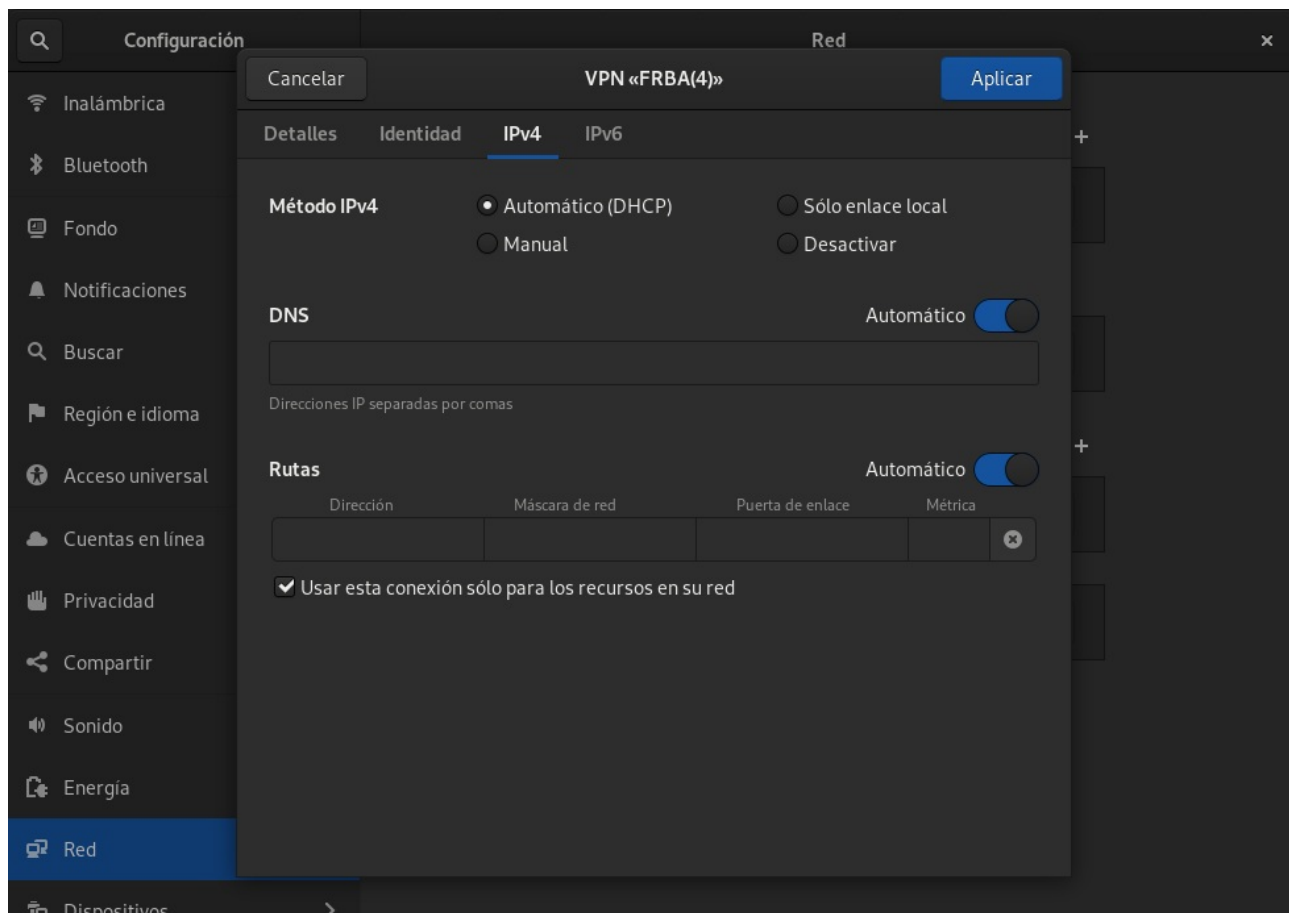 Configuración
Red
×
Cancelar
VPN «FRBA(4)»
Aplicar
Detalles
Identidad
IPv4
IPv6
Inalámbrica
Bluetooth
Fondo
Notificaciones
Buscar
Región e idioma
Acceso universal
Cuentas en línea
Privacidad
Compartir
Sonido
Energía
Red
Dispositivos
Método IPv4
Automático (DHCP)
Sólo enlace local
Manual
Desactivar
DNS
Automático
Direcciones IP separadas por comas
Rutas
Automático
Dirección
Máscara de red
Puerta de enlace
Métrica
Usar esta conexión sólo para los recursos en su red
+
+